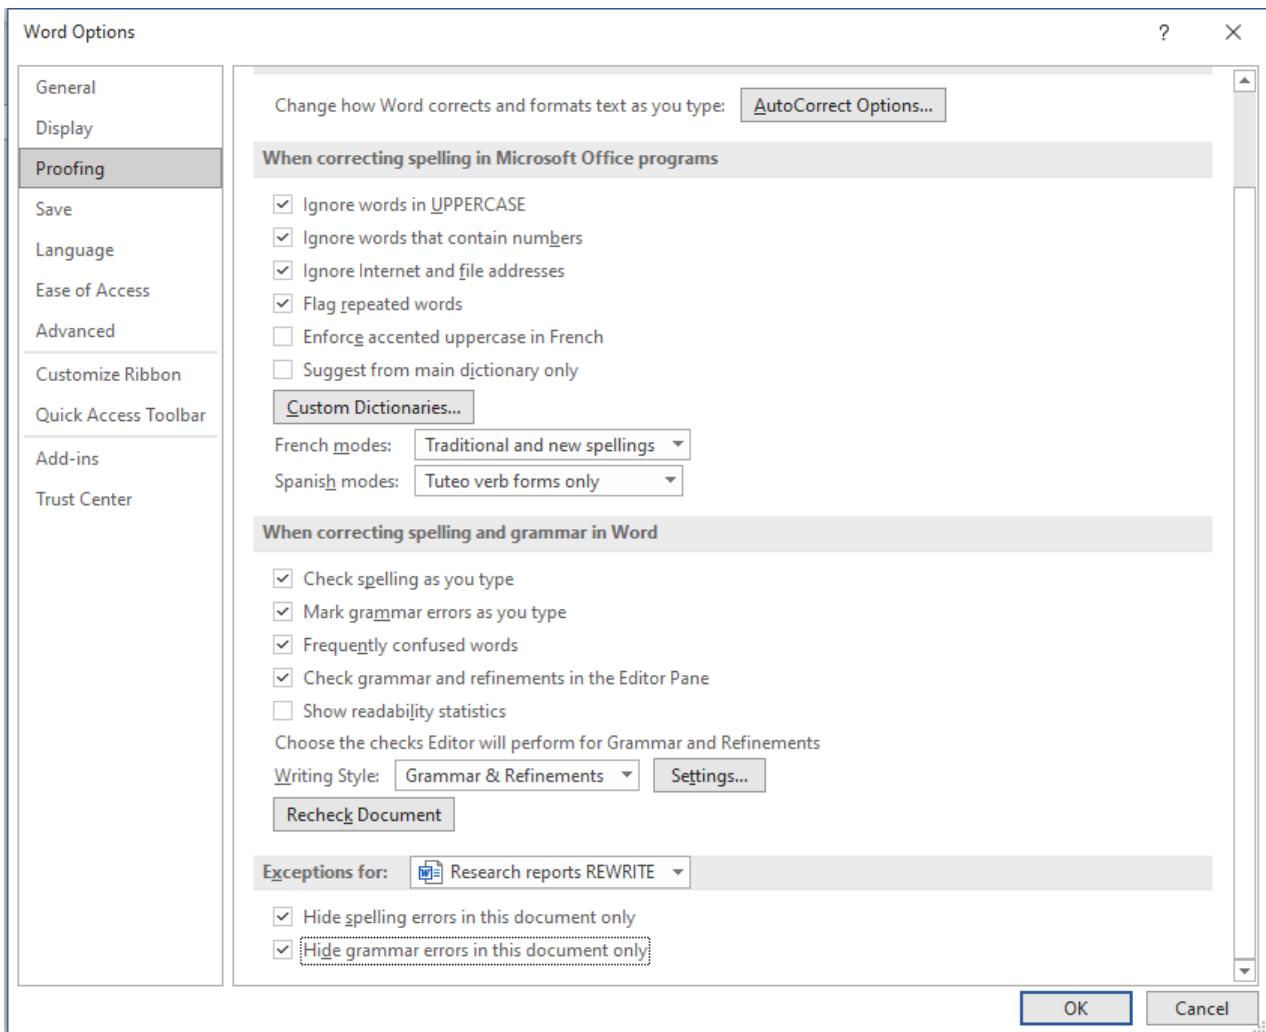 Word Options
?
General
Display
Proofing
Save
Language
Ease of Access
Advanced
Customize Ribbon
Quick Access Toolbar
Add-ins
Trust Center
Change how Word corrects and formats text as you type: AutoCorrect Options...
When correcting spelling in Microsoft Office programs
Ignore words in UPPERCASE
Ignore words that contain numbers
Ignore Internet and file addresses
Flag repeated words
Enforce accented uppercase in French
Suggest from main dictionary only
Custom Dictionaries...
French modes: Traditional and new spellings
Spanish modes: Tuteo verb forms only
When correcting spelling and grammar in Word
Check spelling as you type
Mark grammar errors as you type
Frequently confused words
Check grammar and refinements in the Editor Pane
Show readability statistics
Choose the checks Editor will perform for Grammar and Refinements
Writing Style: Grammar & Refinements Settings...
Recheck Document
Exceptions for: Research reports REWRITE
Hide spelling errors in this document only
Hide grammar errors in this document only
OK Cancel